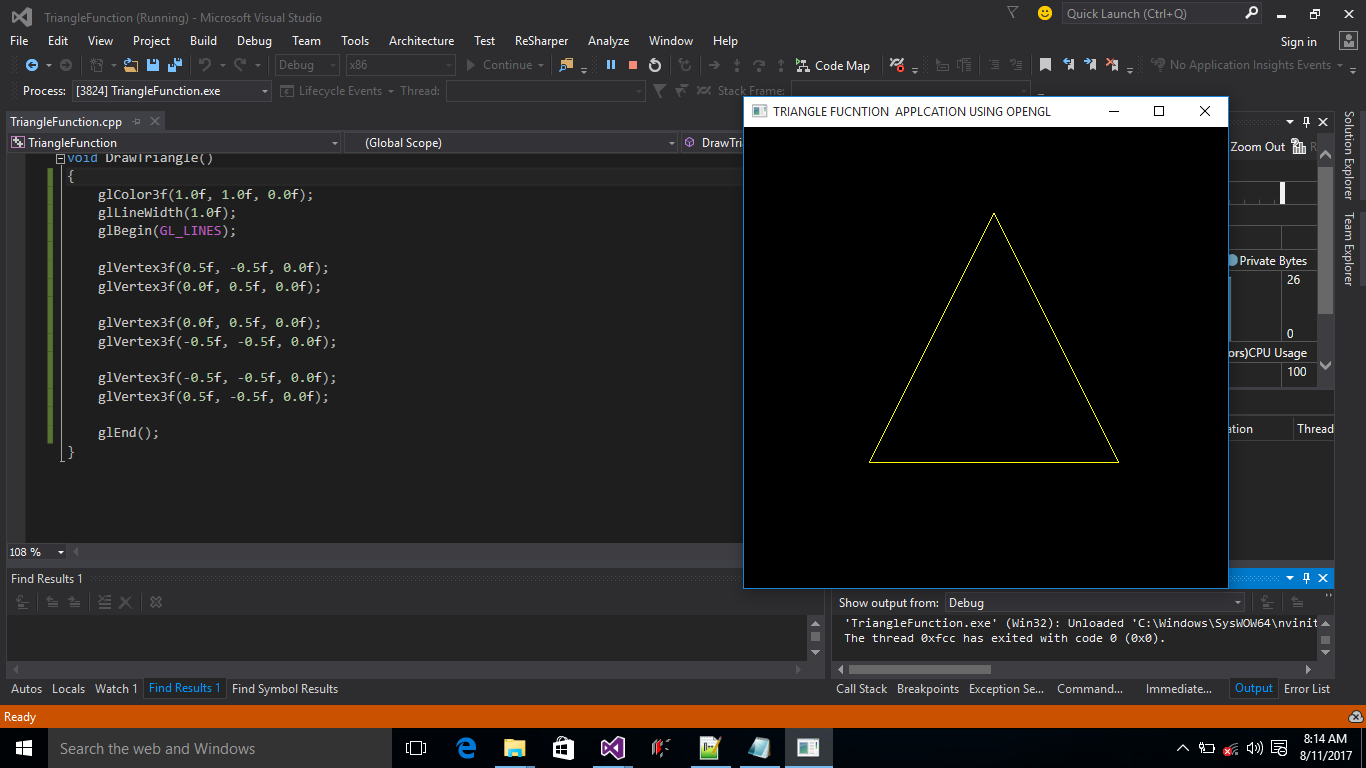 TriangleFunction (Running) - Microsoft Visual Studio
Quick Launch (Ctrl+Q)
File Edit View Project Build Debug Team Tools Architecture Test ReSharper Analyze Window Help
Sign in
Debug x86 Continue Code Map No Application Insights Events
Process: [3824] TriangleFunction.exe Lifecycle Events Thread: Stack Frame:
TRIANGLE FUCNTION APPLCATION USING OPENGL
TriangleFunction.cpp
TriangleFunction (Global Scope)
void DrawTriangle()
{
glColor3f(1.0f, 1.0f, 0.0f);
glLineWidth(1.0f);
glBegin(GL_LINES);
glVertex3f(0.5f, -0.5f, 0.0f);
glVertex3f(0.0f, 0.5f, 0.0f);
glVertex3f(0.0f, 0.5f, 0.0f);
glVertex3f(-0.5f, -0.5f, 0.0f);
glVertex3f(-0.5f, -0.5f, 0.0f);
glVertex3f(0.5f, -0.5f, 0.0f);
glEnd();
}
108 %
Zoom Out
Private Bytes
26
0
ors)CPU Usage
100
ation Thread
Solution Explorer
Team Explorer
Find Results 1
Show output from: Debug
'TriangleFunction.exe' (Win32): Unloaded 'C:\Windows\SysWOW64\nvinit
The thread 0xfcc has exited with code 0 (0x0).
Autos Locals Watch 1 Find Results 1 Find Symbol Results
Call Stack Breakpoints Exception Se... Command... Immediate... Output Error List
Ready
Search the web and Windows
8:14 AM
8/11/2017